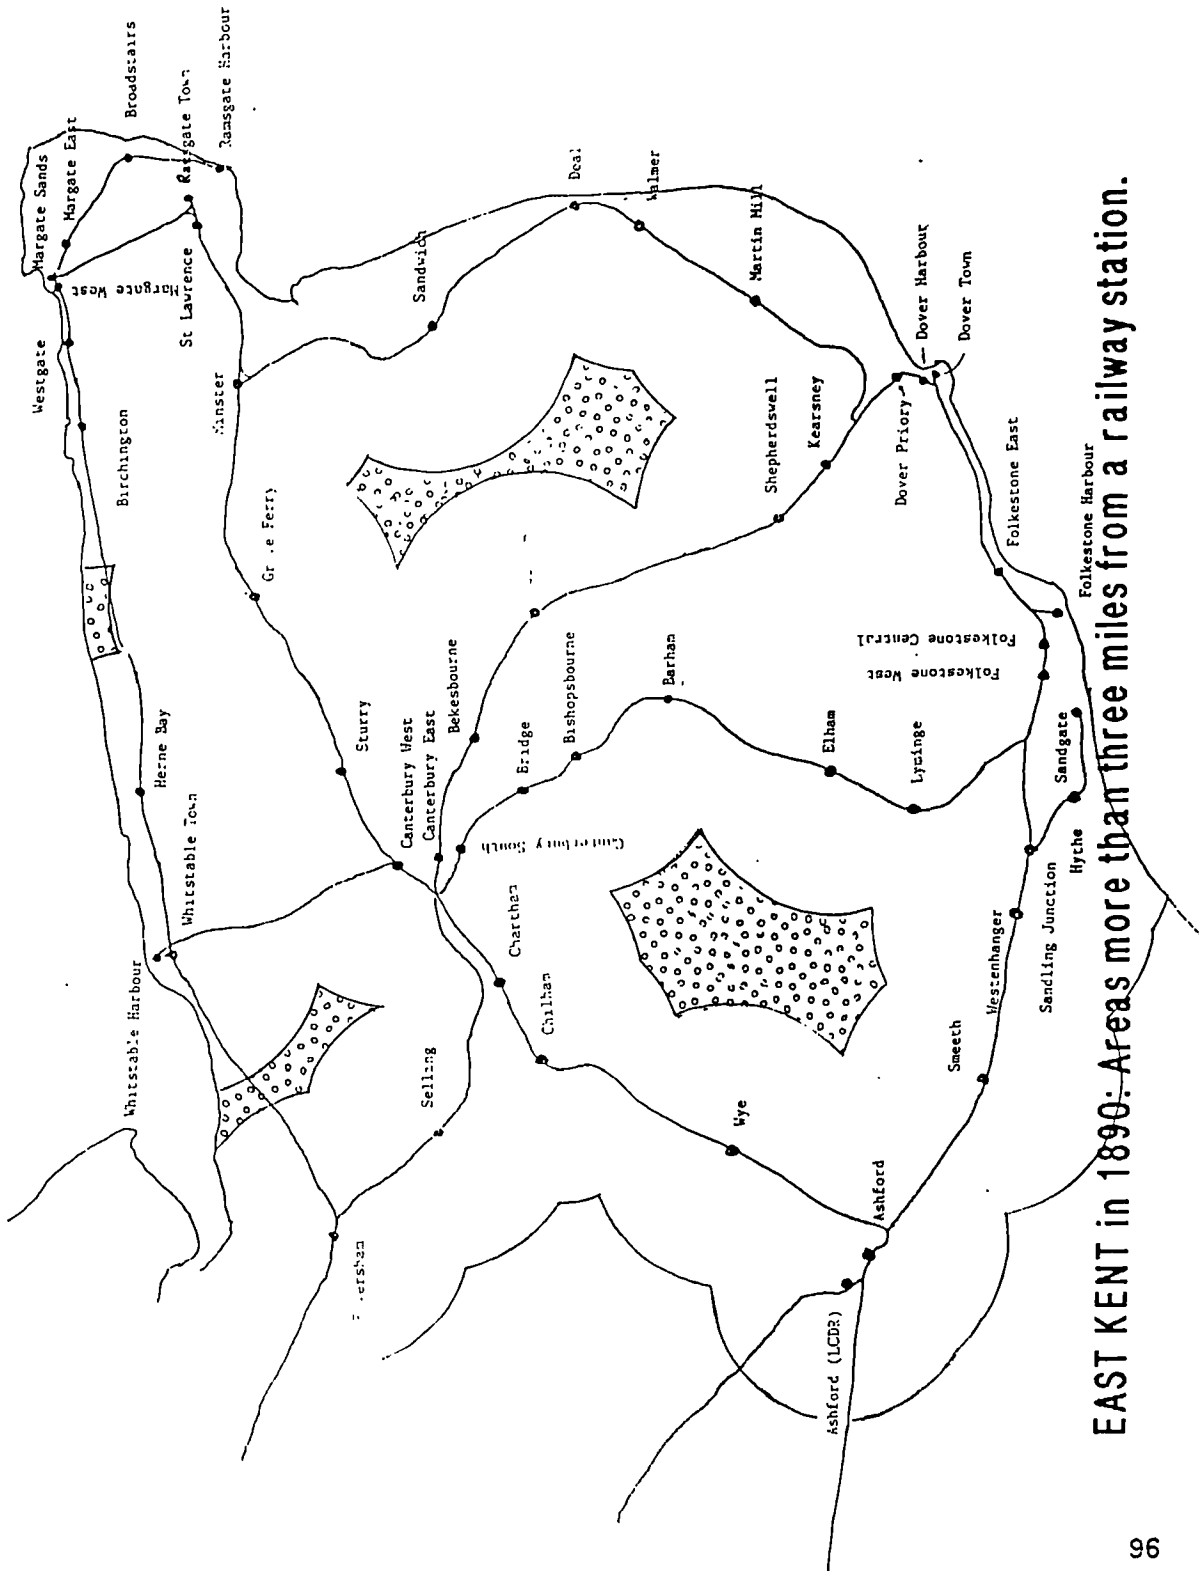 Margate Sands
Margate East
Broadstairs
Ramsgate Town
Ramsgate Harbour
Westgate
Margate West
St Lawrence
Birchington
Minster
Ferry
Sandwich
Deal
Walmer
Martin Mill
Herne Bay
Whitstable Town
Whitstable Harbour
Sturry
Canterbury West
Canterbury East
Bekesbourne
Canterbury South
Bridge
Bishopsbourne
Barham
Shepherdswell
Kearsney
Dover Priory
Dover Harbour
Dover Town
Chartham
Chilham
Selling
Elham
Lyminge
Folkestone East
Folkestone Central
Folkestone West
Folkestone Harbour
Sandgate
Hythe
Sandling Junction
Westenhanger
Smeeth
Wye
Ashford
Ashford (LCDR)
EAST KENT in 1890: Areas more than three miles from a railway station.
96